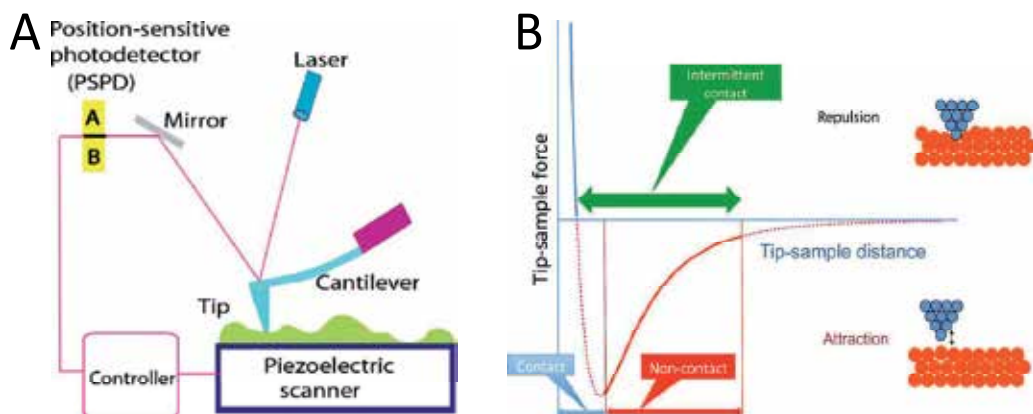 A
Position-sensitive
photodetector
(PSPD)
Laser
A
B
Mirror
Cantilever
Tip
Controller
Piezoelectric
scanner
B
Tip-sample force
Intermittent
contact
Repulsion
Tip-sample distance
Attraction
Contact
Non-contact